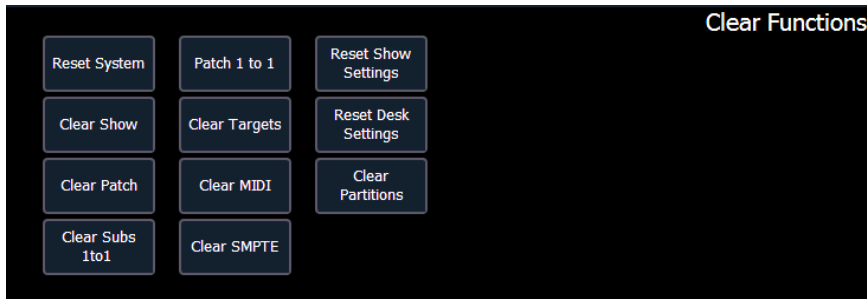 Clear Functions
Reset System
Patch 1 to 1
Reset Show
Settings
Clear Show
Clear Targets
Reset Desk
Settings
Clear Patch
Clear MIDI
Clear
Partitions
Clear Subs
1to1
Clear SMPTE